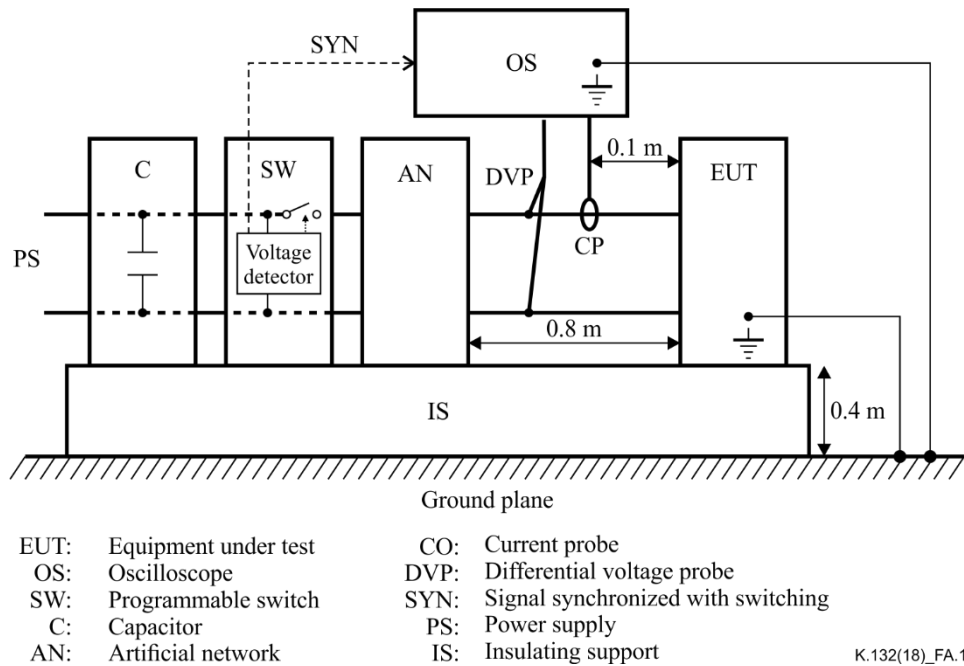 SYN
OS
0.1 m
C
SW
AN
DVP
EUT
PS
Voltage
detector
CP
0.8 m
IS
0.4 m
Ground plane
EUT: Equipment under test
OS: Oscilloscope
SW: Programmable switch
C: Capacitor
AN: Artificial network
CO: Current probe
DVP: Differential voltage probe
SYN: Signal synchronized with switching
PS: Power supply
IS: Insulating support
K.132(18)_FA.1